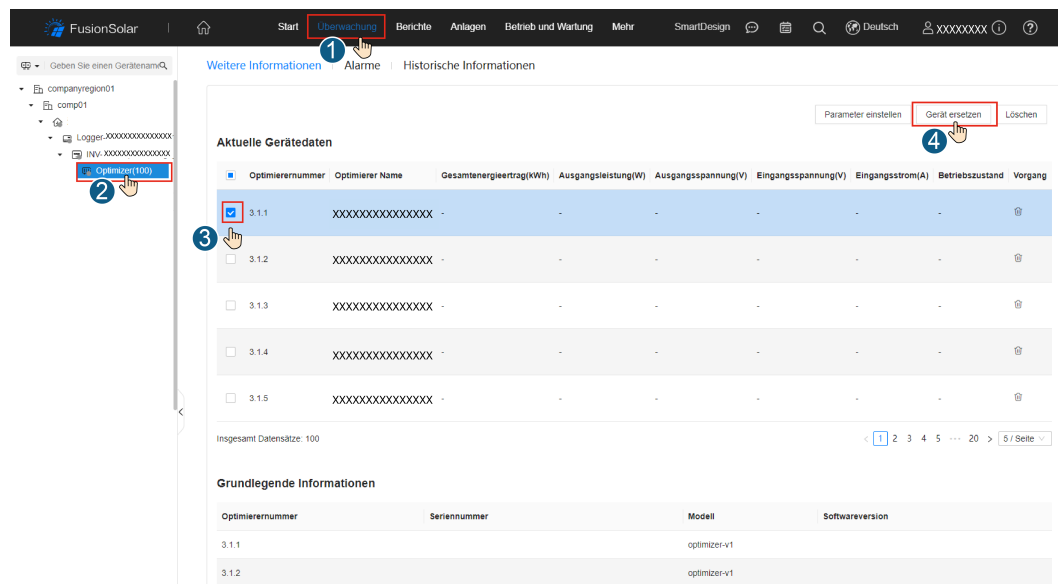 FusionSolar Start Überwachung Berichte Anlagen Betrieb und Wartung Mehr SmartDesign Deutsch XXXXXXXX
1
Geben Sie einen Gerätenam
Weitere Informationen Alarme Historische Informationen
companyregion01
comp01
Logger-XXXXXXXXXXXXXXX
INV-XXXXXXXXXXXXXXX
Optimizer(100)
2
Parameter einstellen Gerät ersetzen Löschen
4
Aktuelle Gerätedaten
Optimierernummer Optimierer Name Gesamtenergieertrag(kWh) Ausgangsleistung(W) Ausgangsspannung(V) Eingangsspannung(V) Eingangsstrom(A) Betriebszustand Vorgang
3.1.1 XXXXXXXXXXXXXXX - - - - - -
3
3.1.2 XXXXXXXXXXXXXXX - - - - - -
3.1.3 XXXXXXXXXXXXXXX - - - - - -
3.1.4 XXXXXXXXXXXXXXX - - - - - -
3.1.5 XXXXXXXXXXXXXXX - - - - - -
Insgesamt Datensätze: 100 < 1 2 3 4 5 ··· 20 > 5 / Seite
Grundlegende Informationen
Optimierernummer Seriennummer Modell Softwareversion
3.1.1 optimizer-v1
3.1.2 optimizer-v1